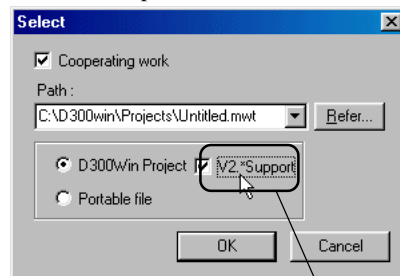 Select
Cooperating work
Path :
C:\D300win\Projects\Untitled.mwt Refer...
D300Win Project V2.*Support
Portable file
OK Cancel